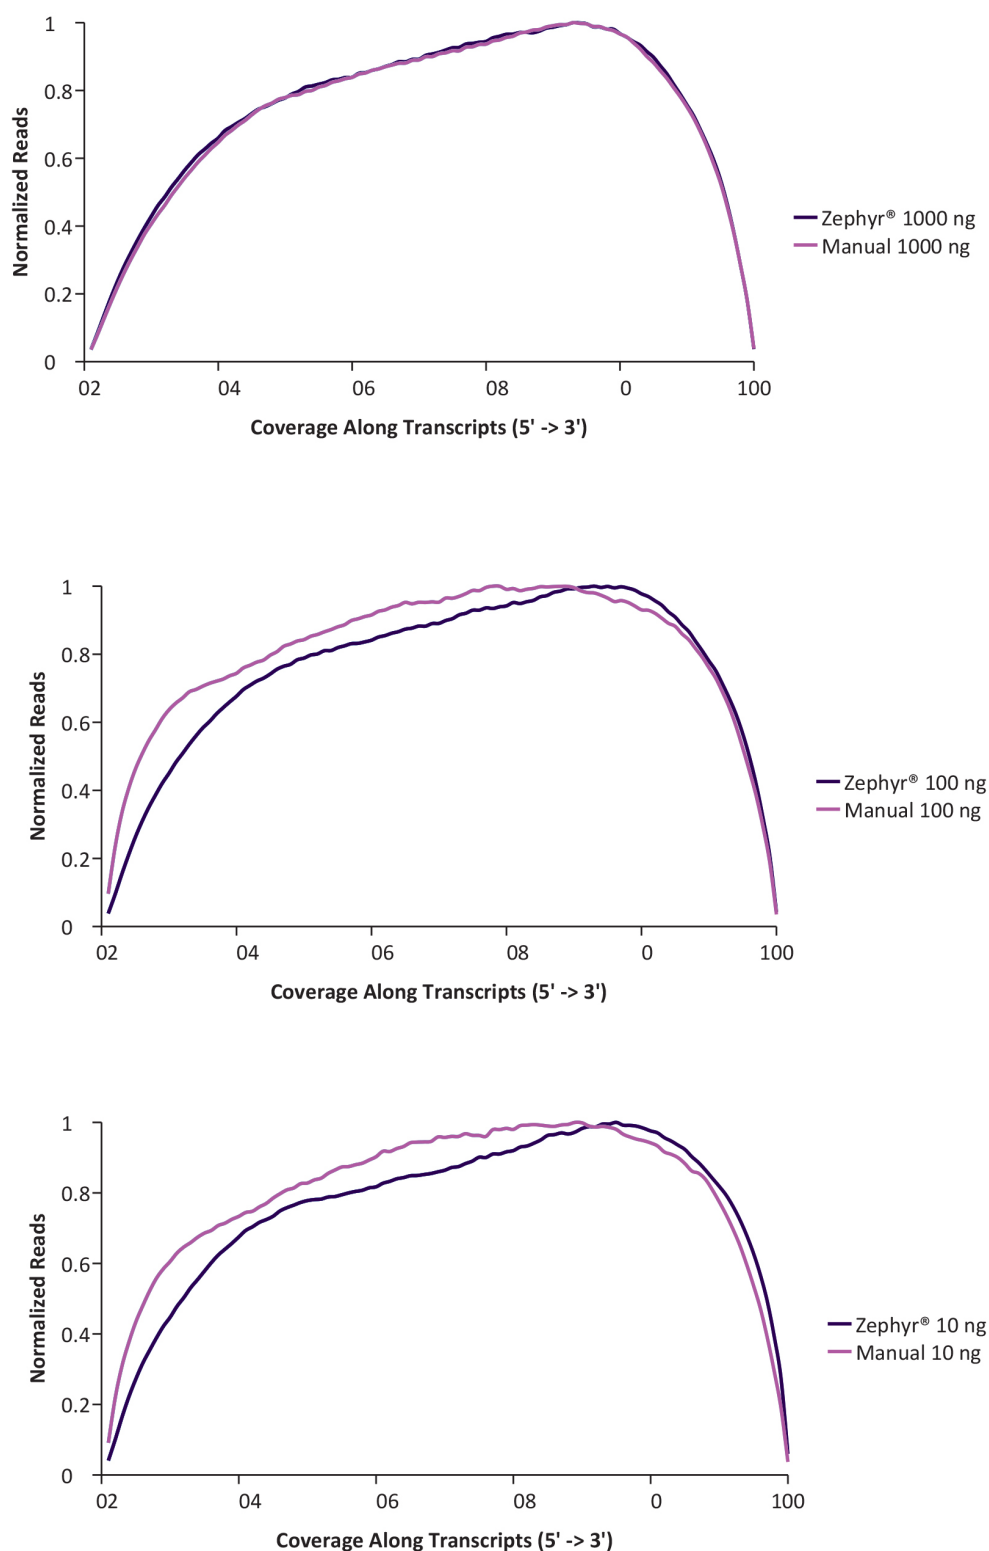 1
0.8
0.6
0.4
0.2
0
Normalized Reads
02 04 06 08 0 100
Coverage Along Transcripts (5' -> 3')
Zephyr® 1000 ng
Manual 1000 ng
1
0.8
0.6
0.4
0.2
0
Normalized Reads
02 04 06 08 0 100
Coverage Along Transcripts (5' -> 3')
Zephyr® 100 ng
Manual 100 ng
1
0.8
0.6
0.4
0.2
0
Normalized Reads
02 04 06 08 0 100
Coverage Along Transcripts (5' -> 3')
Zephyr® 10 ng
Manual 10 ng